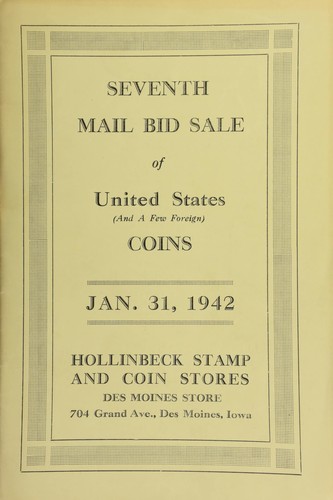 SEVENTH
MAIL BID SALE
of
United States
(And A Few Foreign)
COINS
JAN. 31, 1942
HOLLINBECK STAMP
AND COIN STORES
DES MOINES STORE
704 Grand Ave., Des Moines, Iowa